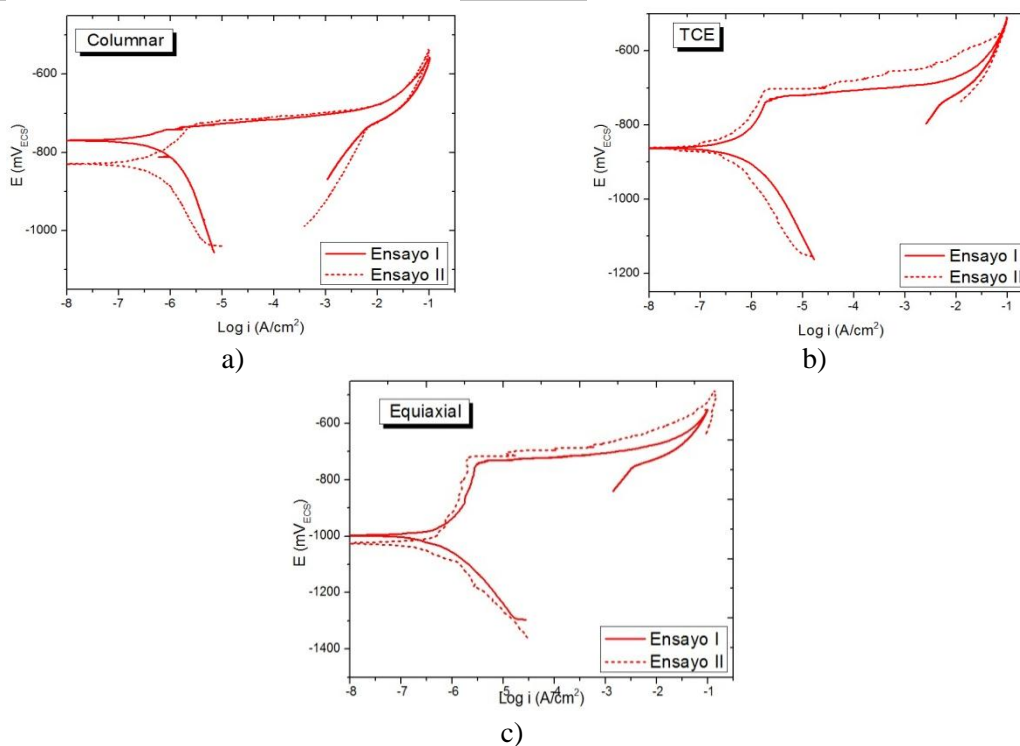 Columnar
-600
-800
-1000
E (mV_ECS)
-8 -7 -6 -5 -4 -3 -2 -1
Log i (A/cm²)
Ensayo I
Ensayo II
a)
TCE
-600
-800
-1000
-1200
E (mV_ECS)
-8 -7 -6 -5 -4 -3 -2 -1
Log i (A/cm²)
Ensayo I
Ensayo II
b)
Equiaxial
-600
-800
-1000
-1200
-1400
E (mV_ECS)
-8 -7 -6 -5 -4 -3 -2 -1
Log i (A/cm²)
Ensayo I
Ensayo II
c)